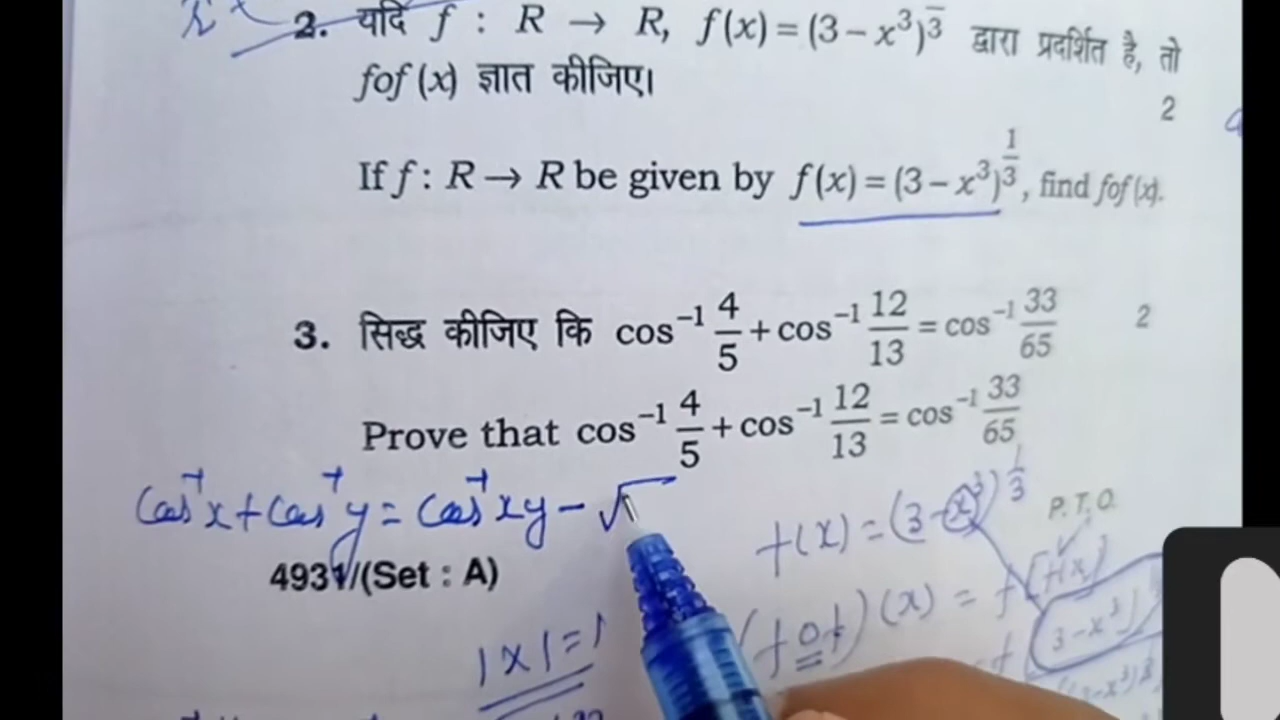 2. यदि f : R → R, f(x) = (3 – x³)^1/3 द्वारा प्रदर्शित है, तो
fof (x) ज्ञात कीजिए।
2
If f : R → R be given by f(x) = (3 – x³)^1/3, find fof (x).
3. सिद्ध कीजिए कि cos⁻¹ 4/5 + cos⁻¹ 12/13 = cos⁻¹ 33/65 2
Prove that cos⁻¹ 4/5 + cos⁻¹ 12/13 = cos⁻¹ 33/65
cos⁻¹x + cos⁻¹y = cos⁻¹xy – √
f(x) = (3 – x³)^1/3
P.T.O.
4931/(Set : A)
(fof)(x) = f[f(x)]
|x|=1
3 – x³